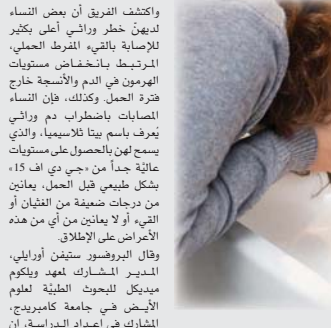 واكتشف الفريق أن بعض النساء
لديهنّ خطر وراثي أعلى بكثير
للإصابة بالقيء المفرط الحملي،
المرتبط بانخفاض مستويات
الهرمون في الدم والأنسجة خارج
فترة الحمل. وكذلك، فإن النساء
المصابات باضطراب دم وراثي
يُعرف باسم بيتا ثلاسيميا، والذي
يسمح لهن بالحصول على مستويات
عاليَّة جداً من «جي دي اف 15»
بشكل طبيعي قبل الحمل، يعانين
من درجات ضعيفة من الغثيان أو
القيء أو لا يعانين من أي من هذه
الأعراض على الإطلاق.
وقال البروفسور ستيفن أورايلي،
المدير المشارك لمعهد ويلكوم
ميديكل للبحوث الطبيَّة لعلوم
الأيض في جامعة كامبريدج،
المشارك في إعداد الدراسة، إن